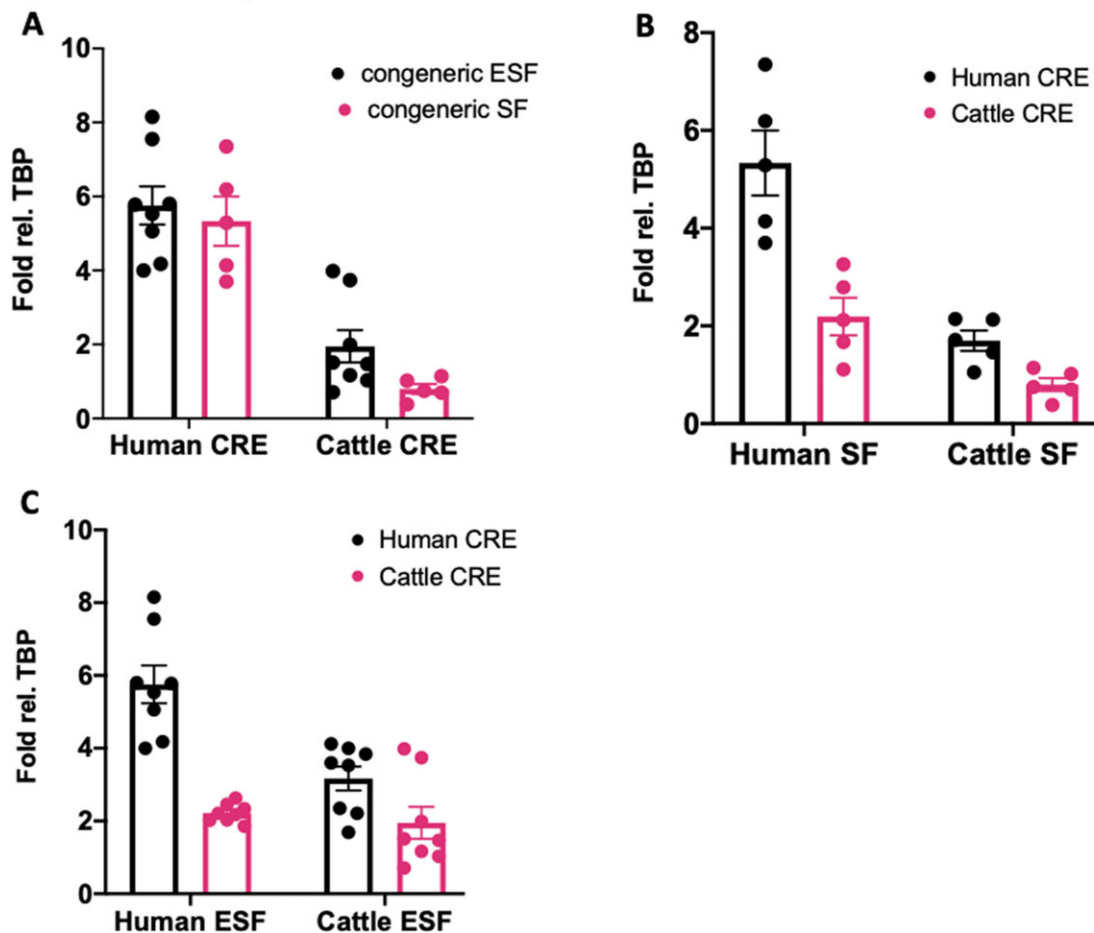 A
10
8
6
4
2
0
Fold rel. TBP
congeneric ESF
congeneric SF
Human CRE
Cattle CRE
B
8
6
4
2
0
Fold rel. TBP
Human CRE
Cattle CRE
Human SF
Cattle SF
C
10
8
6
4
2
0
Fold rel. TBP
Human CRE
Cattle CRE
Human ESF
Cattle ESF